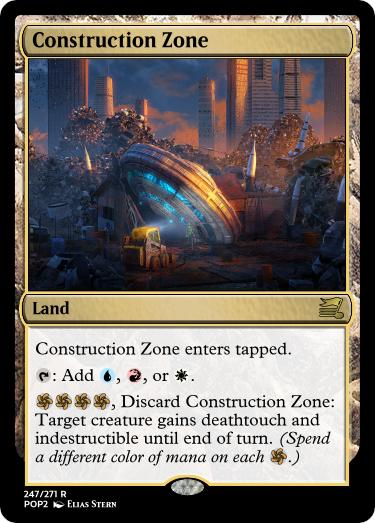 Construction Zone
Land
Construction Zone enters tapped.
: Add , , or .
, Discard Construction Zone:
Target creature gains deathtouch and
indestructible until end of turn. (Spend
a different color of mana on each .)
247/271 R
POP2 Elias Stern